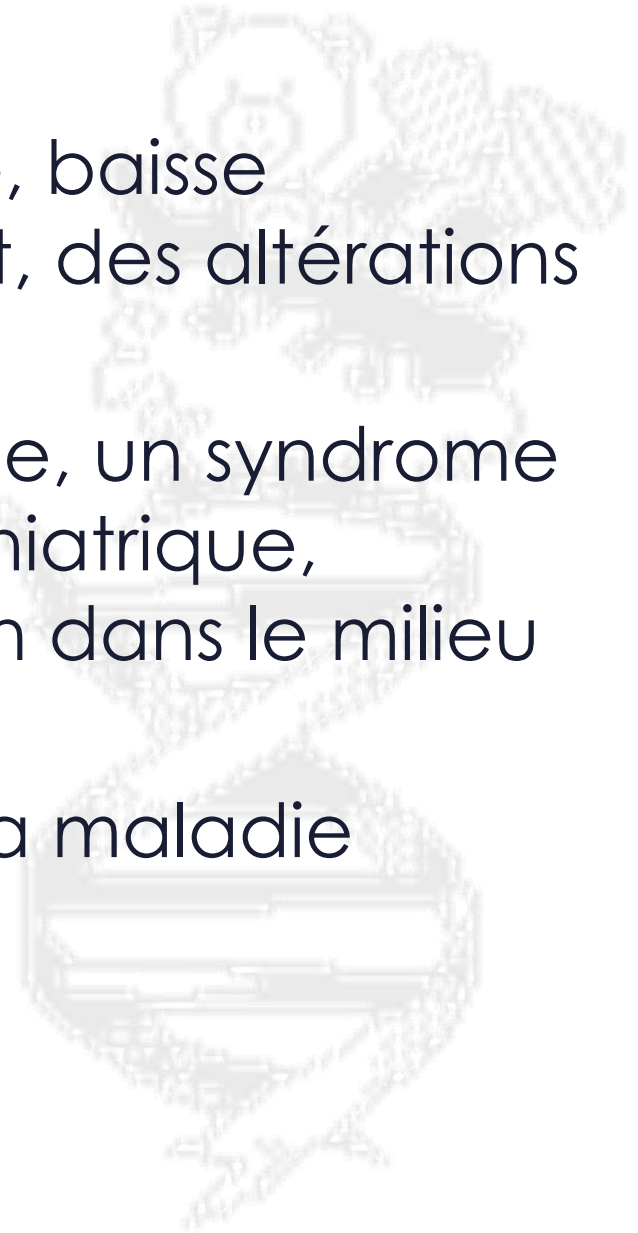 , baisse
, des altérations
e, un syndrome
hiatrique,
n dans le milieu
a maladie